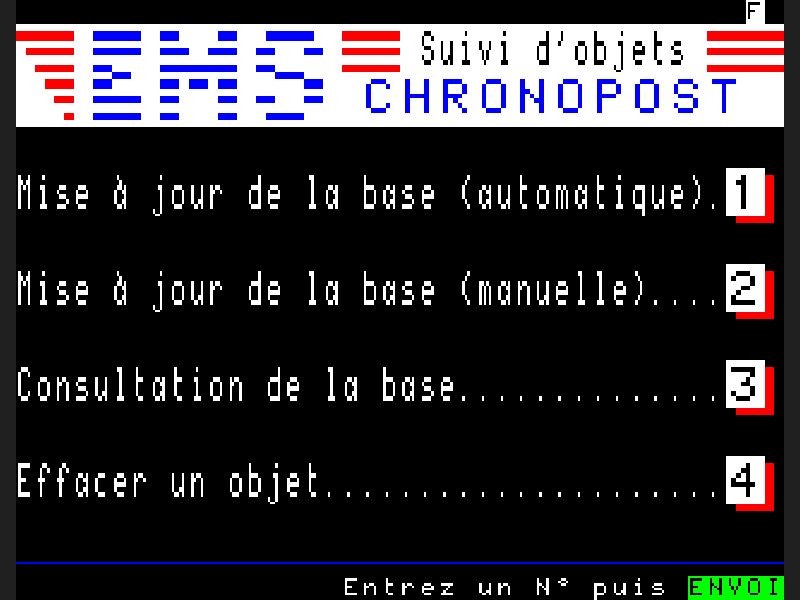 F
EMS Suivi d'objets
CHRONOPOST
Mise à jour de la base (automatique). 1
Mise à jour de la base (manuelle).... 2
Consultation de la base.............. 3
Effacer un objet..................... 4
Entrez un N° puis ENVOI